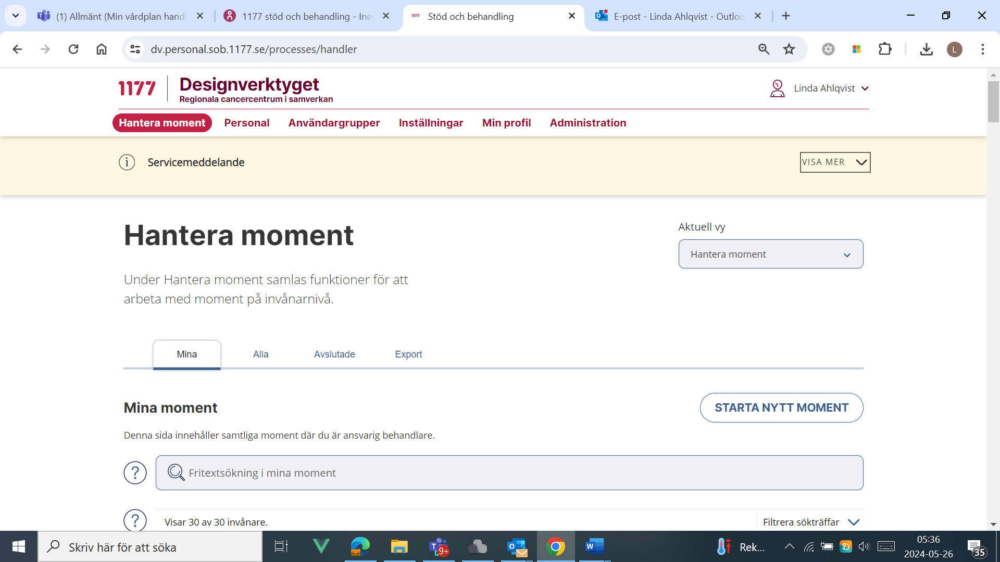 (1) Allmänt (Min vårdplan handl
1177 stöd och behandling - Iner
1177 Stöd och behandling
E-post - Linda Ahlqvist - Outloo
dv.personal.sob.1177.se/processes/handler
L
1177
Designverktyget
Regionala cancercentrum i samverkan
Linda Ahlqvist
Hantera moment Personal Användargrupper Inställningar Min profil Administration
i Servicemeddelande
VISA MER
Hantera moment
Aktuell vy
Hantera moment
Under Hantera moment samlas funktioner för att
arbeta med moment på invånarnivå.
Mina Alla Avslutade Export
Mina moment
STARTA NYTT MOMENT
Denna sida innehåller samtliga moment där du är ansvarig behandlare.
? Fritextsökning i mina moment
? Visar 30 av 30 invånare.
Filtrera sökträffar
Skriv här för att söka
9+
Rek...
05:36
2024-05-26
35